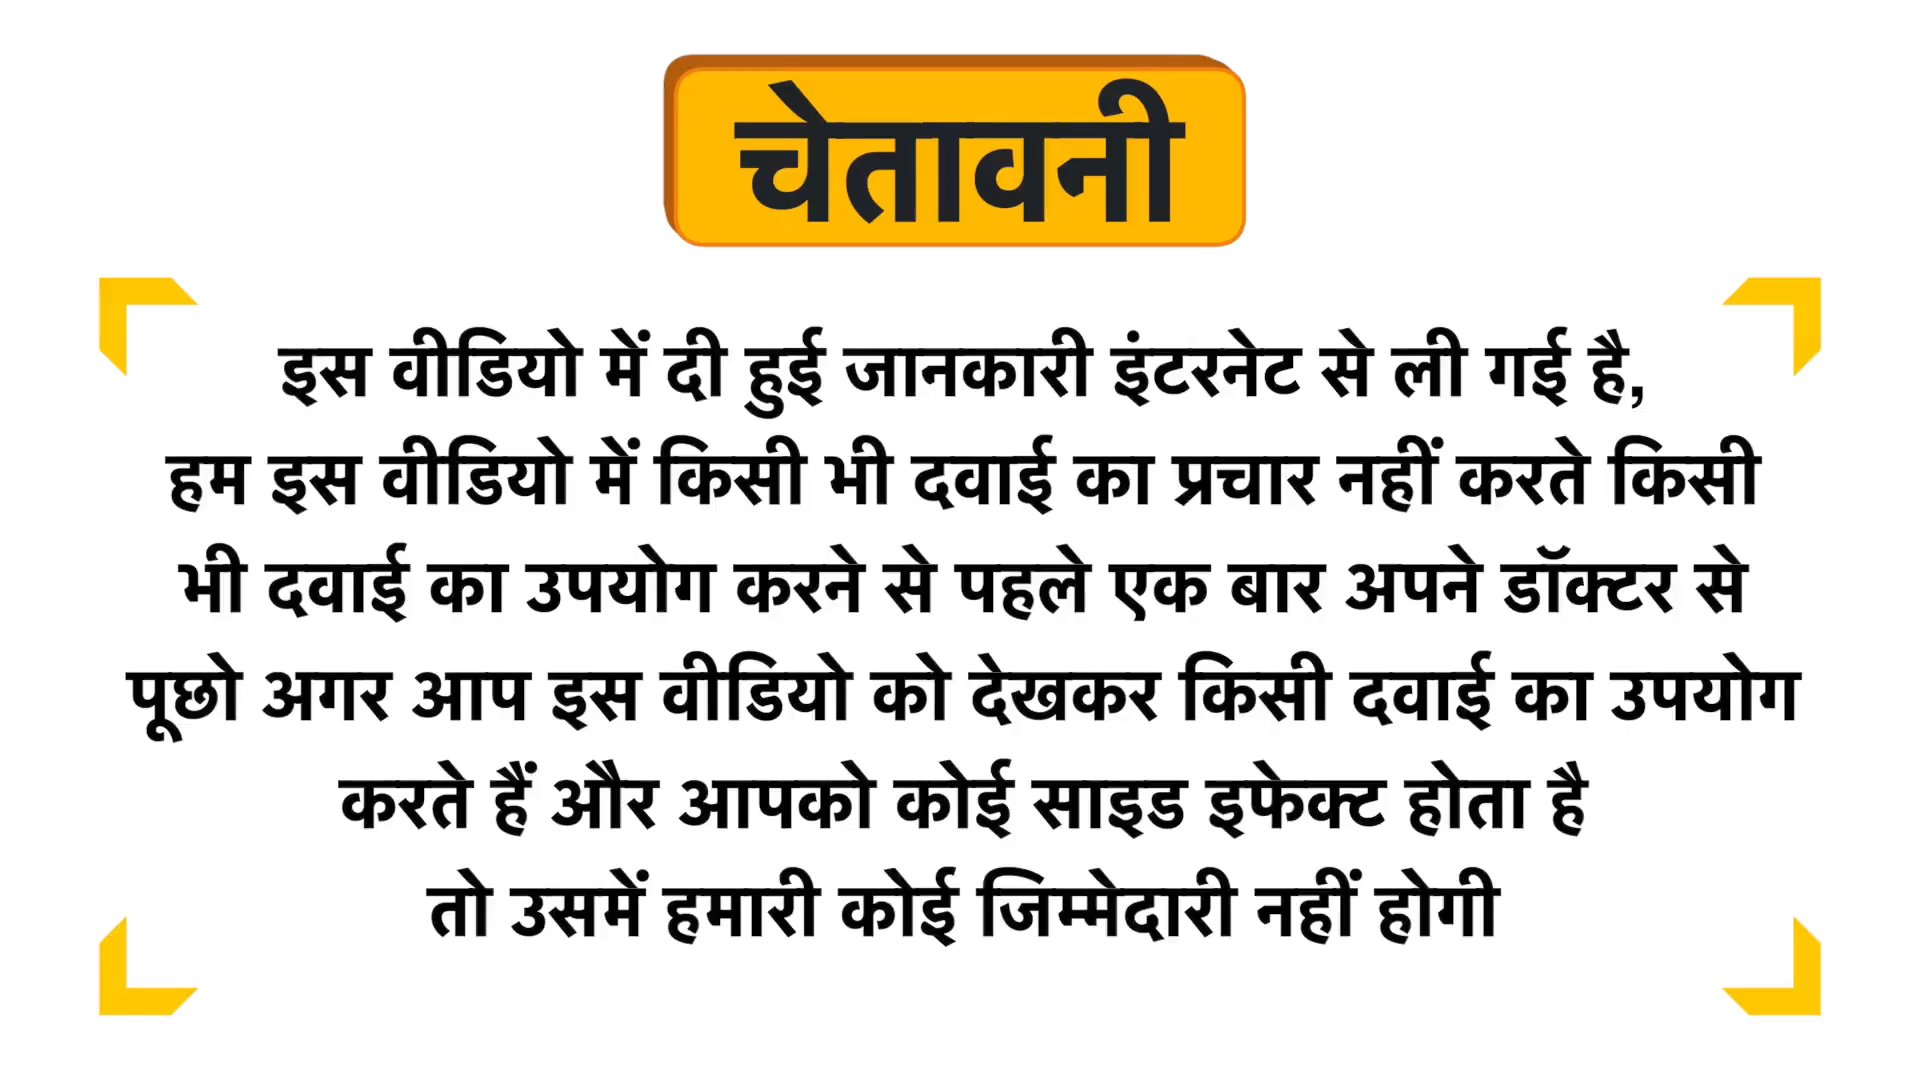 चेतावनी
इस वीडियो में दी हुई जानकारी इंटरनेट से ली गई है,
हम इस वीडियो में किसी भी दवाई का प्रचार नहीं करते किसी
भी दवाई का उपयोग करने से पहले एक बार अपने डॉक्टर से
पूछो अगर आप इस वीडियो को देखकर किसी दवाई का उपयोग
करते हैं और आपको कोई साइड इफेक्ट होता है
तो उसमें हमारी कोई जिम्मेदारी नहीं होगी